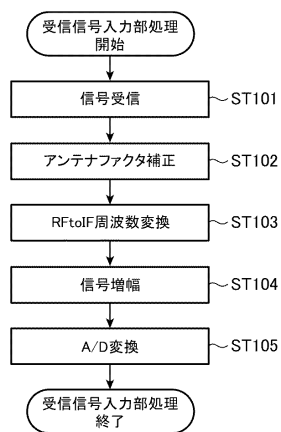 受信信号入力部処理
開始
信号受信 ST101
アンテナファクタ補正 ST102
RFtoIF周波数変換 ST103
信号増幅 ST104
A/D変換 ST105
受信信号入力部処理
終了